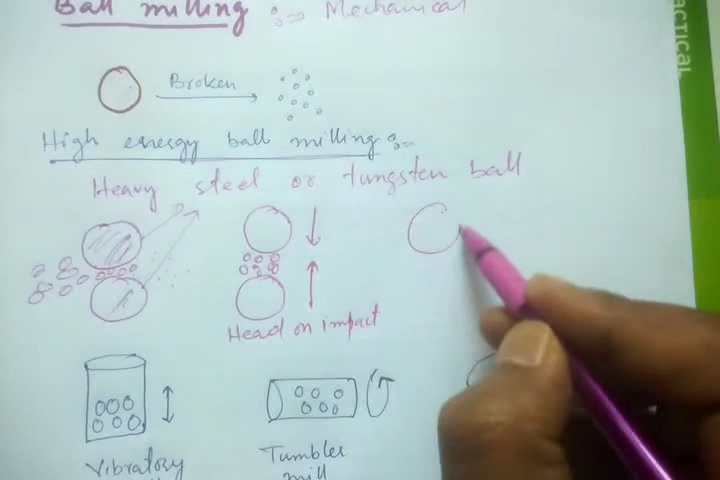 Ball milling :⇒ Mechanical
Broken
High energy ball milling :-
Heavy steel or tungsten ball
Head on impact
Vibratory
Tumbler
mill
ACTICAL